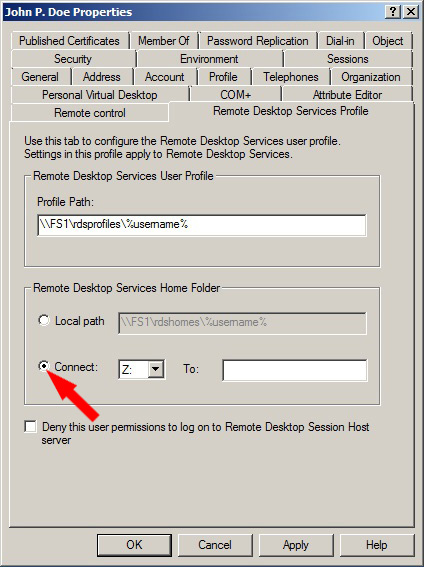 John P. Doe Properties
Published Certificates Member Of Password Replication Dial-in Object
Security Environment Sessions
General Address Account Profile Telephones Organization
Personal Virtual Desktop COM+ Attribute Editor
Remote control Remote Desktop Services Profile
Use this tab to configure the Remote Desktop Services user profile.
Settings in this profile apply to Remote Desktop Services.
Remote Desktop Services User Profile
Profile Path:
\\FS1\rdsprofiles\%username%
Remote Desktop Services Home Folder
Local path \\FS1\rdshomes\%username%
Connect: Z: To:
Deny this user permissions to log on to Remote Desktop Session Host
server
OK Cancel Apply Help